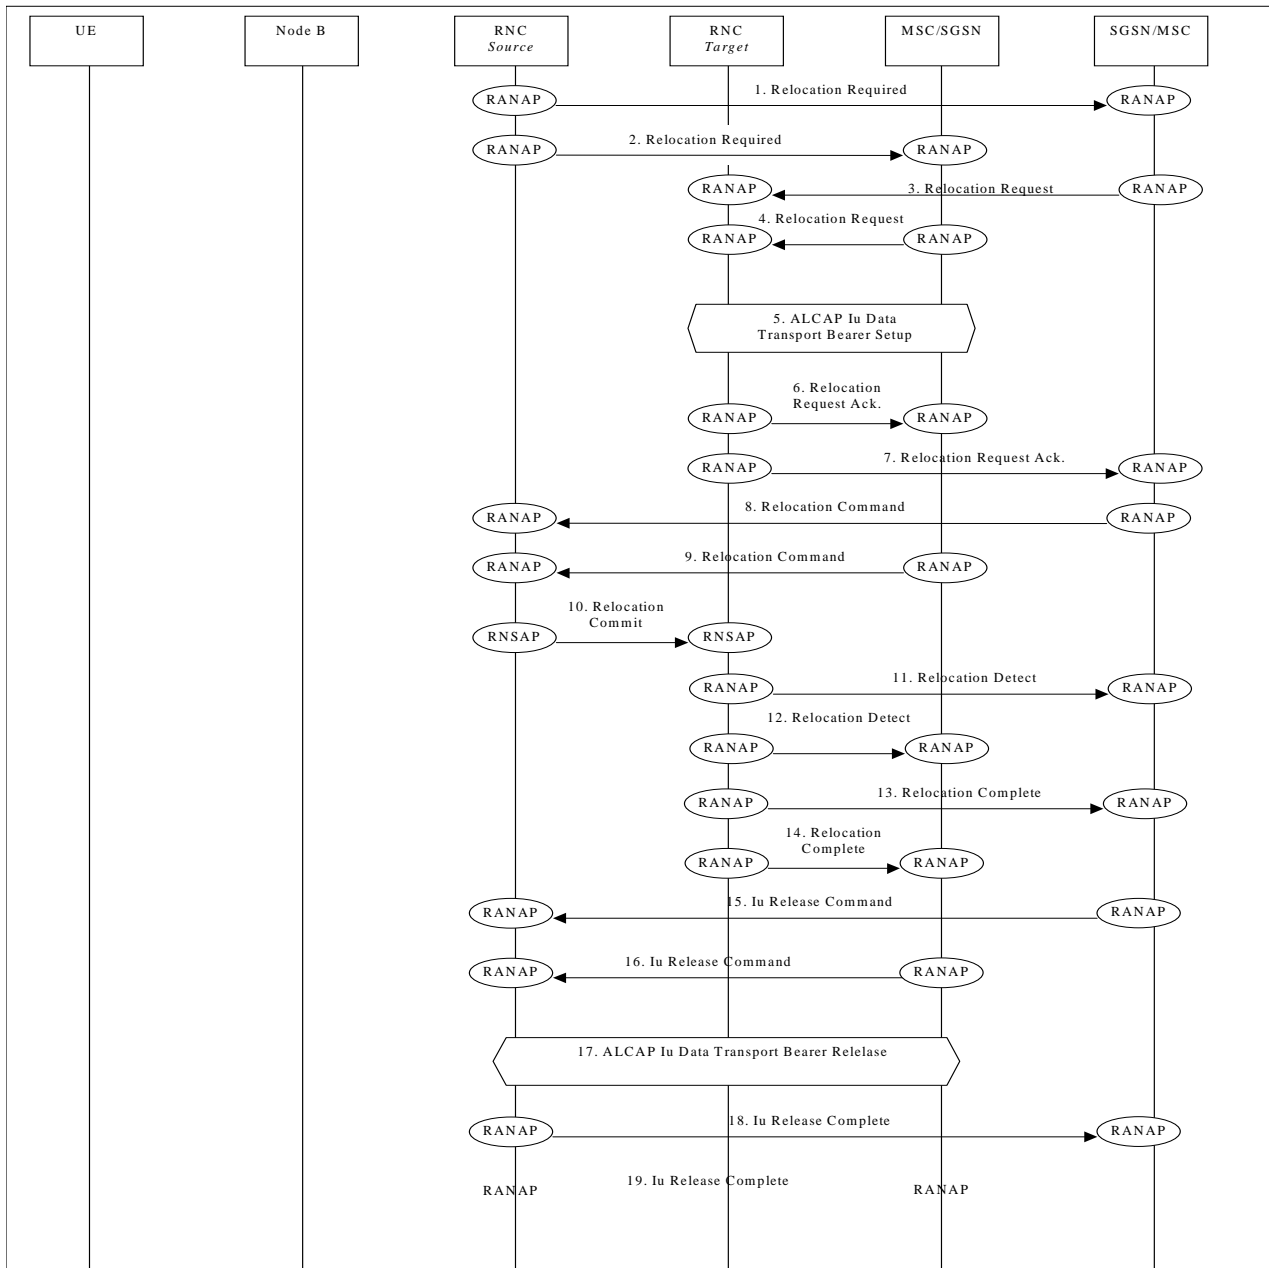 UE
Node B
RNC
Source
RNC
Target
MSC/SGSN
SGSN/MSC
RANAP
1. Relocation Required
RANAP
RANAP
2. Relocation Required
RANAP
RANAP
3. Relocation Request
RANAP
RANAP
4. Relocation Request
RANAP
5. ALCAP Iu Data
Transport Bearer Setup
6. Relocation
Request Ack.
RANAP
RANAP
RANAP
7. Relocation Request Ack.
RANAP
RANAP
8. Relocation Command
RANAP
RANAP
9. Relocation Command
RANAP
10. Relocation
Commit
RNSAP
RNSAP
RANAP
11. Relocation Detect
RANAP
12. Relocation Detect
RANAP
RANAP
RANAP
13. Relocation Complete
RANAP
14. Relocation
Complete
RANAP
RANAP
RANAP
15. Iu Release Command
RANAP
RANAP
16. Iu Release Command
RANAP
17. ALCAP Iu Data Transport Bearer Relelase
RANAP
18. Iu Release Complete
RANAP
RANAP
19. Iu Release Complete
RANAP